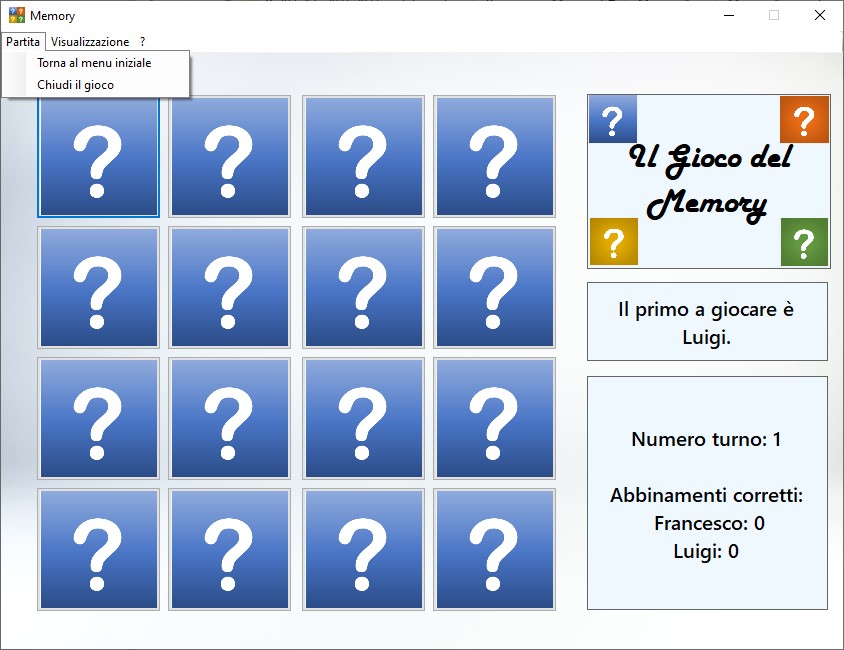 Memory
Partita Visualizzazione ?
Torna al menu iniziale
Chiudi il gioco
? ? ? ?
? ? ? ?
? ? ? ?
? ? ? ?
? ?
Il Gioco del
Memory
? ?
Il primo a giocare è
Luigi.
Numero turno: 1
Abbinamenti corretti:
Francesco: 0
Luigi: 0